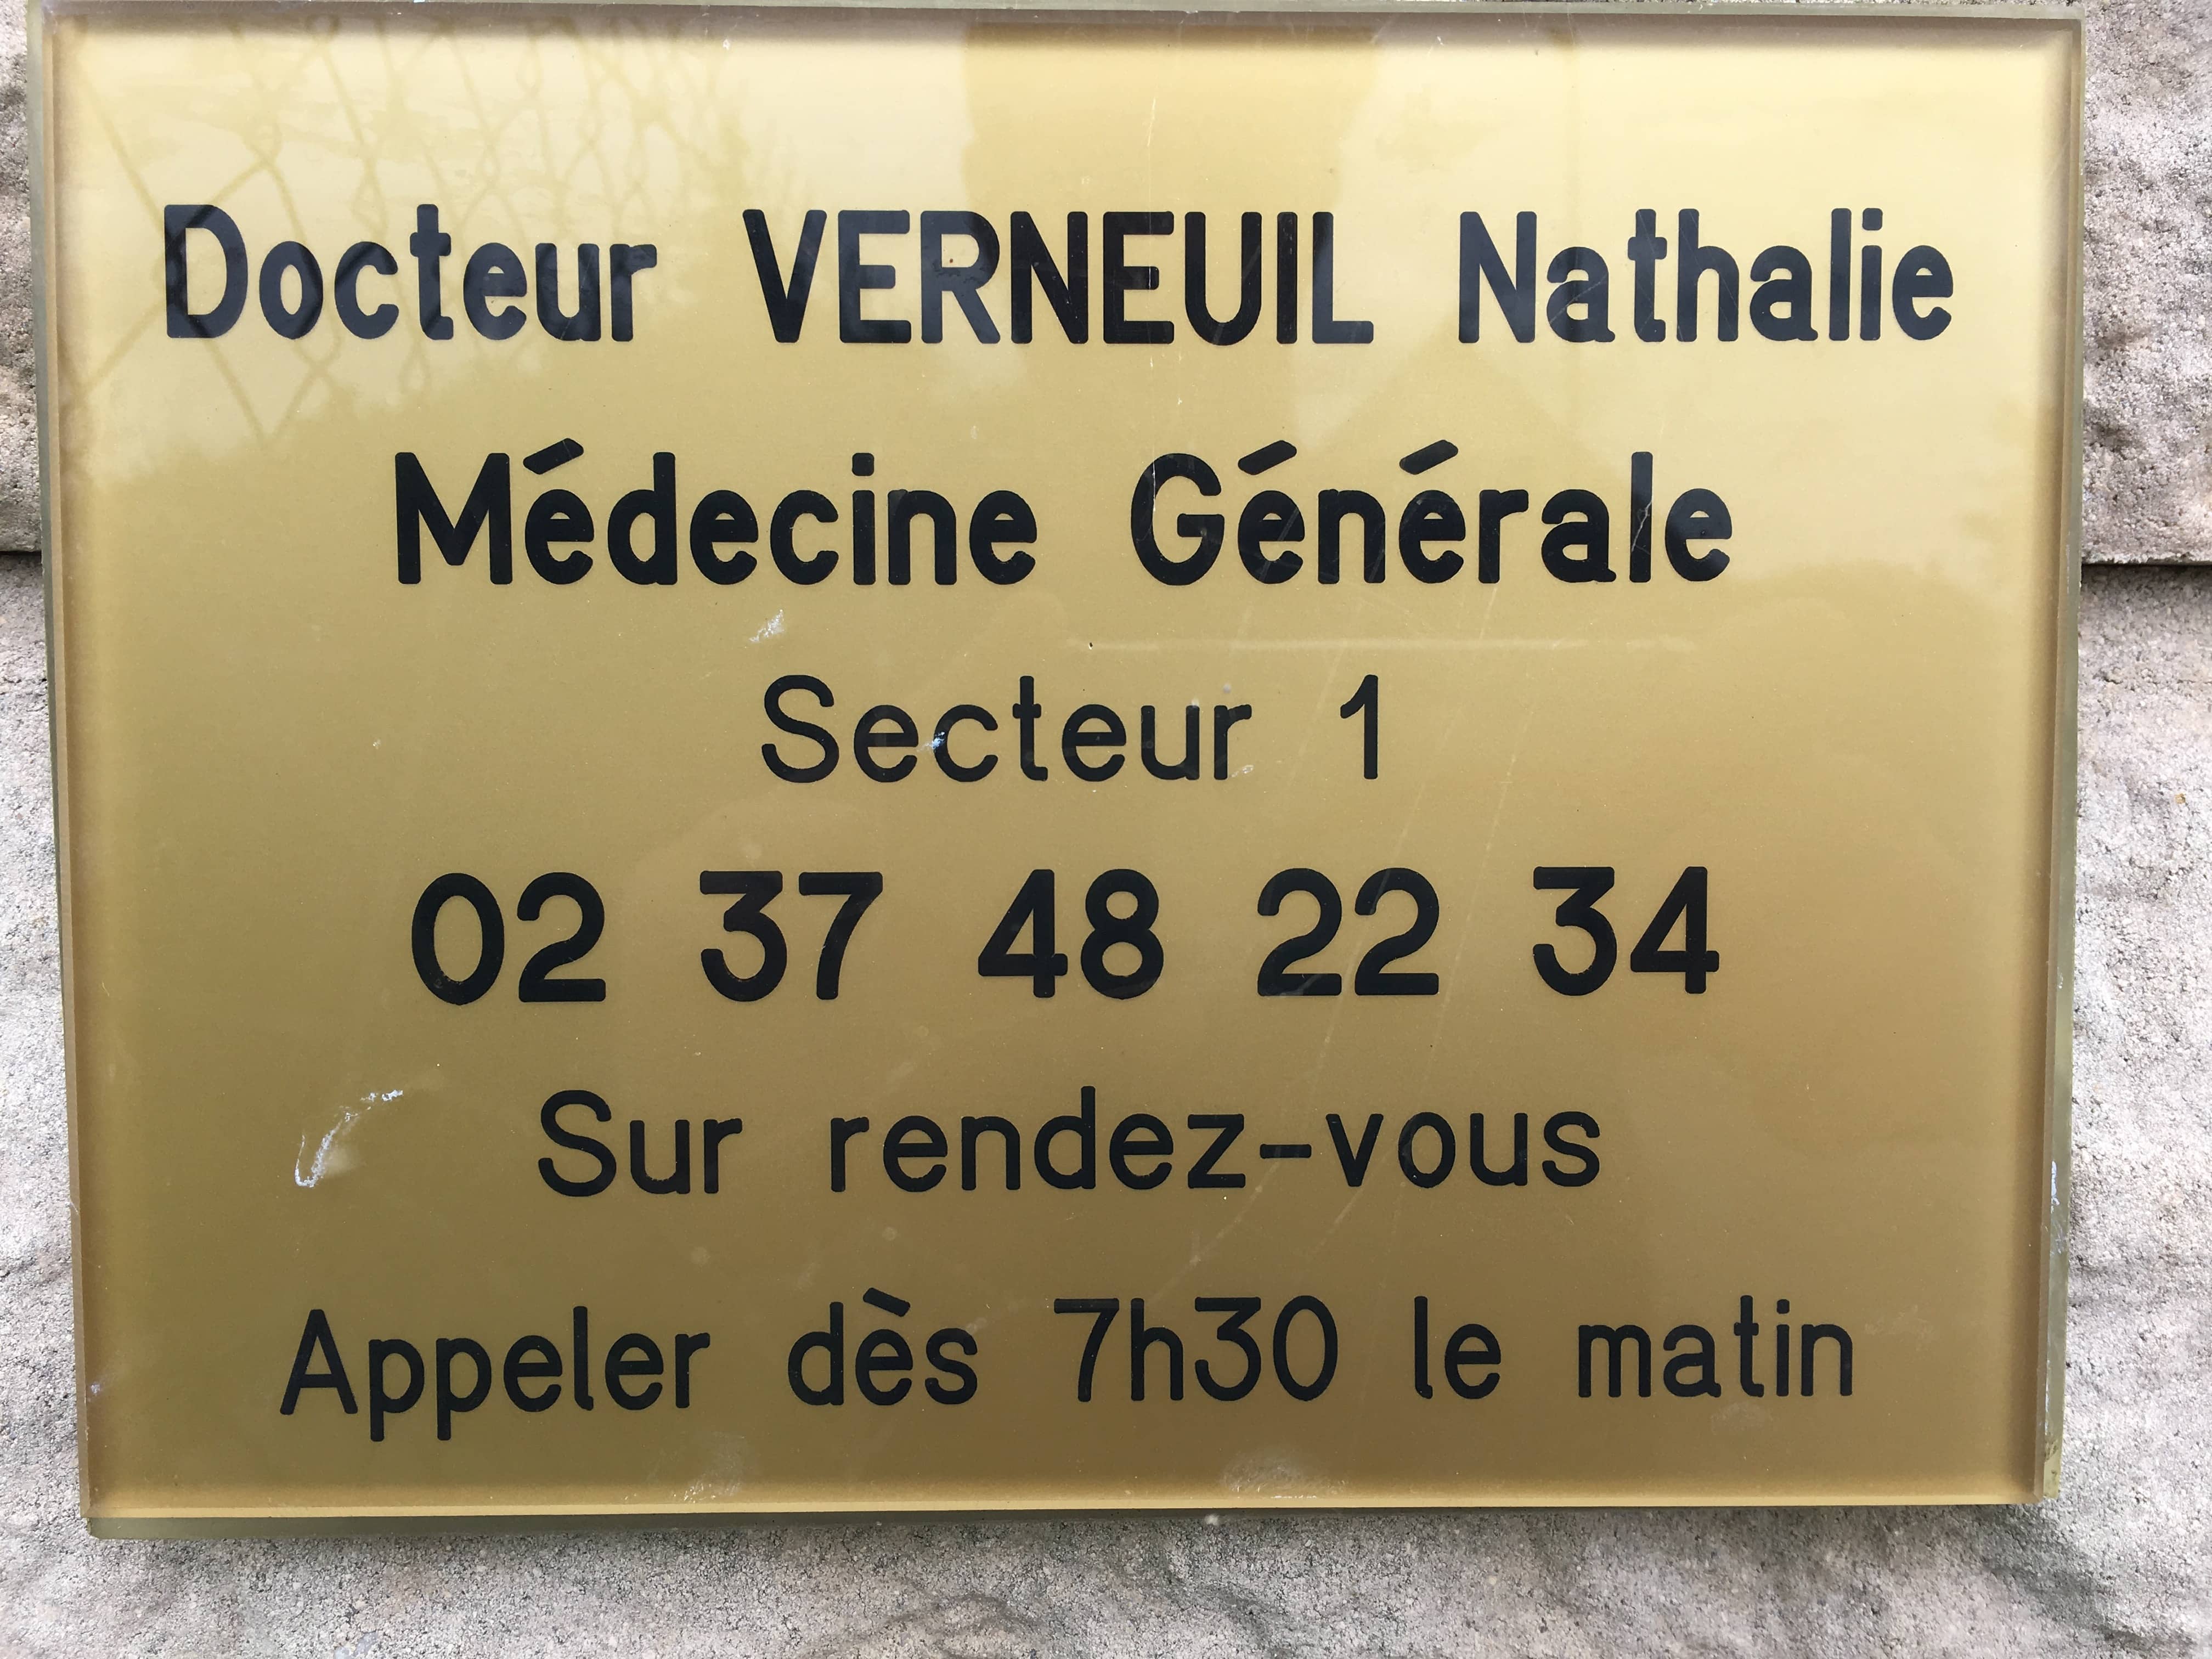 Docteur VERNEUIL Nathalie
Médecine Générale
Secteur 1
02 37 48 22 34
Sur rendez-vous
Appeler dès 7h30 le matin